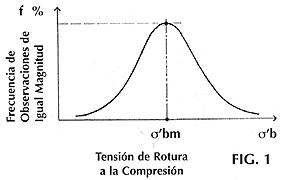 f %
Frecuencia de
Observaciones de
Igual Magnitud
σ'bm
σ'b
Tensión de Rotura
a la Compresión
FIG. 1